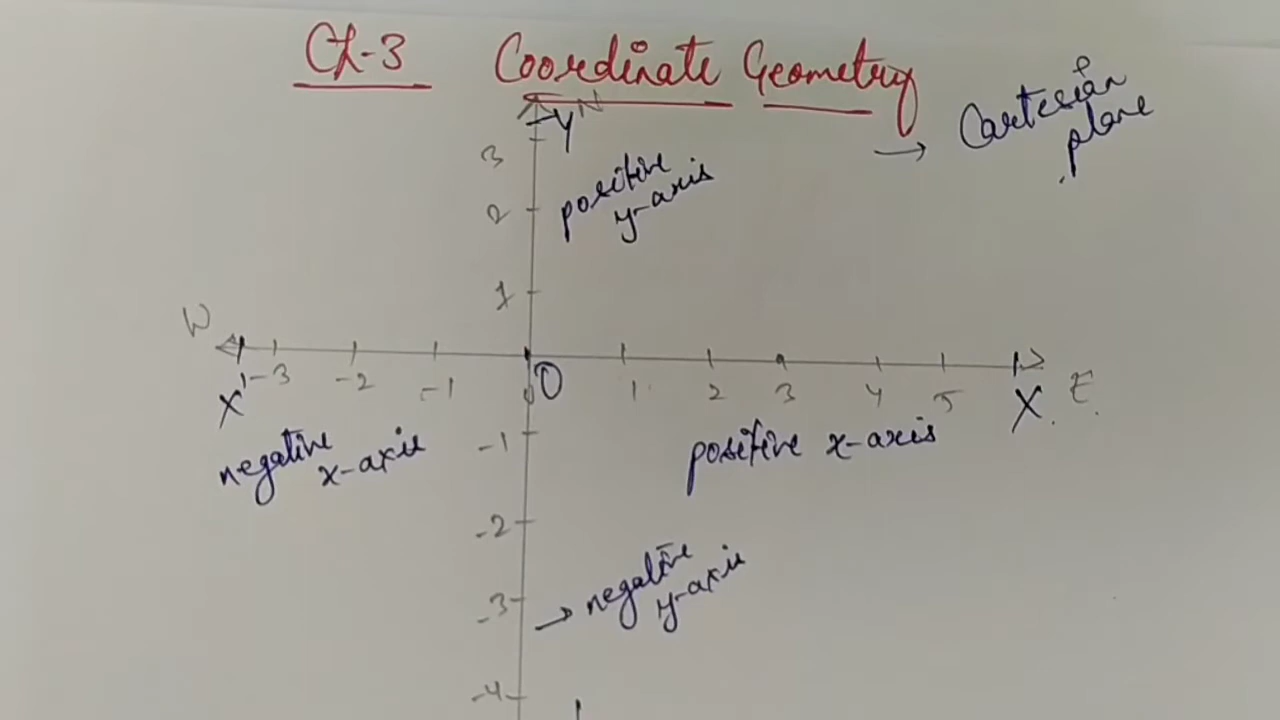 Ch-3 Coordinate Geometry
N
Y
→ Cartesian
plane
3
positive
y-axis
2
1
W
-3 -2 -1 O 1 2 3 4 5
X' X E
negative
x-axis
positive x-axis
-1
-2
→ negative
y-axis
-3
-4